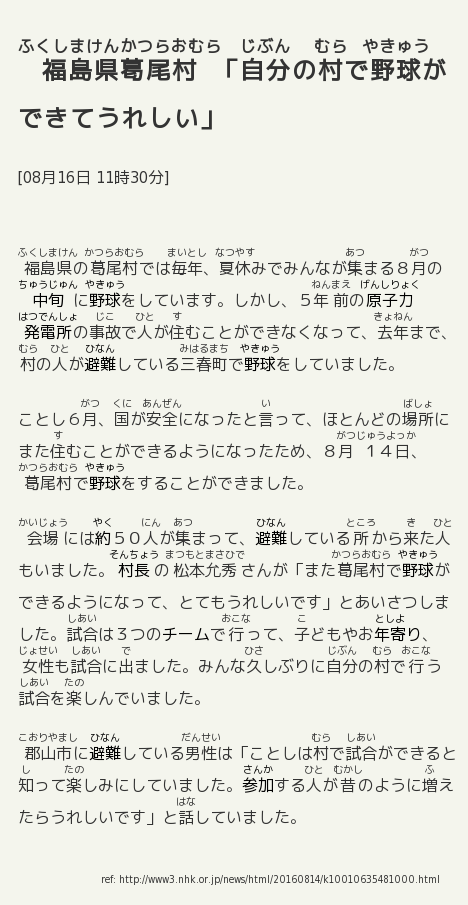 ふくしまけんかつらおむら じぶん むら やきゅう
福島県葛尾村 「自分の村で野球が
できてうれしい」
[08月16日 11時30分]
ふくしまけん かつらおむら まいとし なつやす あつ がつ
福島県の葛尾村では毎年、夏休みでみんなが集まる８月の
ちゅうじゅん やきゅう ねんまえ げんしりょく
中旬に野球をしています。しかし、５年前の原子力
はつでんしょ じこ ひと す きょねん
発電所の事故で人が住むことができなくなって、去年まで、
むら ひと ひなん みはるまち やきゅう
村の人が避難している三春町で野球をしていました。
がつ くに あんぜん い ばしょ
ことし６月、国が安全になったと言って、ほとんどの場所に
す がつじゅうよっか
また住むことができるようになったため、８月 １４日、
かつらおむら やきゅう
葛尾村で野球をすることができました。
かいじょう やく にん あつ ひなん ところ き ひと
会場には約５０人が集まって、避難している所から来た人
そんちょう まつもとまさひで かつらおむら やきゅう
もいました。村長の松本允秀さんが「また葛尾村で野球が
できるようになって、とてもうれしいです」とあいさつしま
しあい おこな こ としよ
した。試合は３つのチームで行って、子どもやお年寄り、
じょせい しあい で ひさ じぶん むら おこな
女性も試合に出ました。みんな久しぶりに自分の村で行う
しあい たの
試合を楽しんでいました。
こおりやまし ひなん だんせい むら しあい
郡山市に避難している男性は「ことしは村で試合ができると
し たの さんか ひと むかし ふ
知って楽しみにしていました。参加する人が昔のように増え
はな
たらうれしいです」と話していました。
ref: http://www3.nhk.or.jp/news/html/20160814/k10010635481000.html